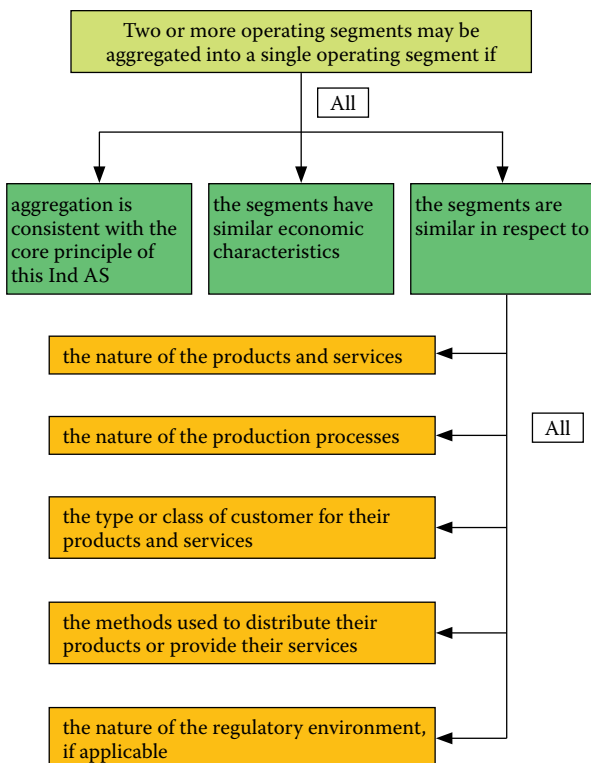 Two or more operating segments may be
aggregated into a single operating segment if
All
aggregation is
consistent with the
core principle of
this Ind AS
the segments have
similar economic
characteristics
the segments are
similar in respect to
the nature of the products and services
the nature of the production processes
All
the type or class of customer for their
products and services
the methods used to distribute their
products or provide their services
the nature of the regulatory environment,
if applicable